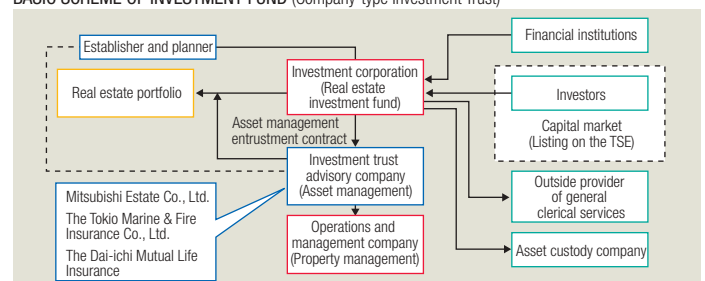 BASIC SCHEME OF INVESTMENT FUND (Company-type Investment Trust)
Establisher and planner
Financial institutions
Real estate portfolio
Investment corporation
(Real estate
investment fund)
Investors
Capital market
(Listing on the TSE)
Asset management
entrustment contract
Investment trust
advisory company
(Asset management)
Mitsubishi Estate Co., Ltd.
The Tokio Marine & Fire
Insurance Co., Ltd.
The Dai-ichi Mutual Life
Insurance
Outside provider
of general
clerical services
Operations and
management company
(Property management)
Asset custody company